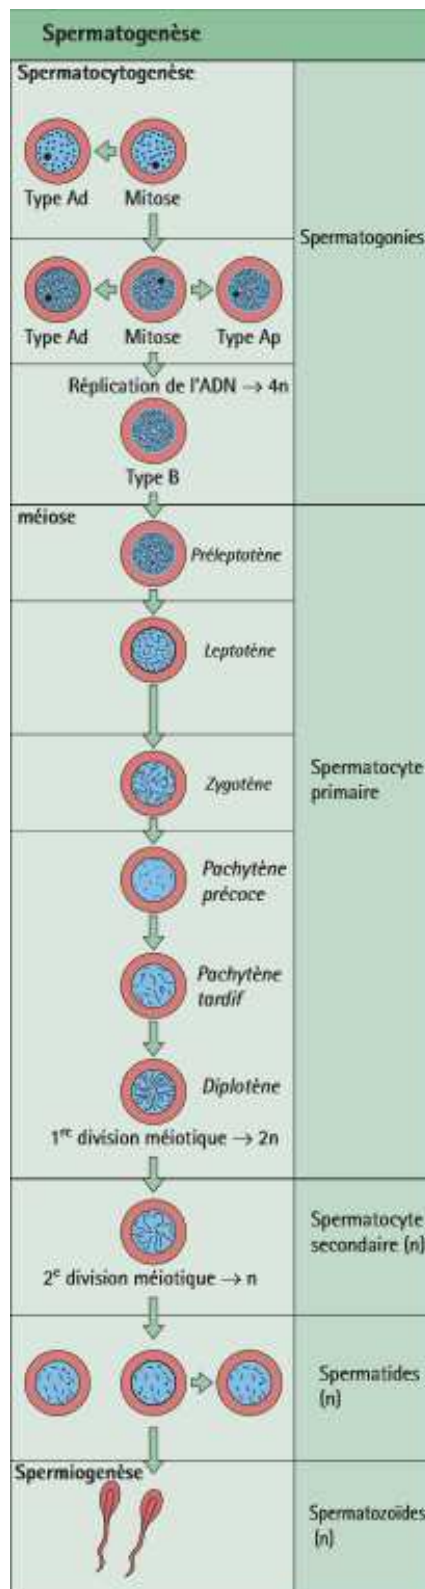 Spermatogenèse
Spermatocytogenèse
Type Ad Mitose
Spermatogonies
Type Ad Mitose Type Ap
Réplication de l'ADN → 4n
Type B
méiose
Préleptotène
Leptotène
Zygotène
Spermatocyte
primaire
Pachytène
précoce
Pachytène
tardif
Diplotène
1re division méiotique → 2n
Spermatocyte
secondaire (n)
2e division méiotique → n
Spermatides
(n)
Spermiogenèse
Spermatozoïdes
(n)